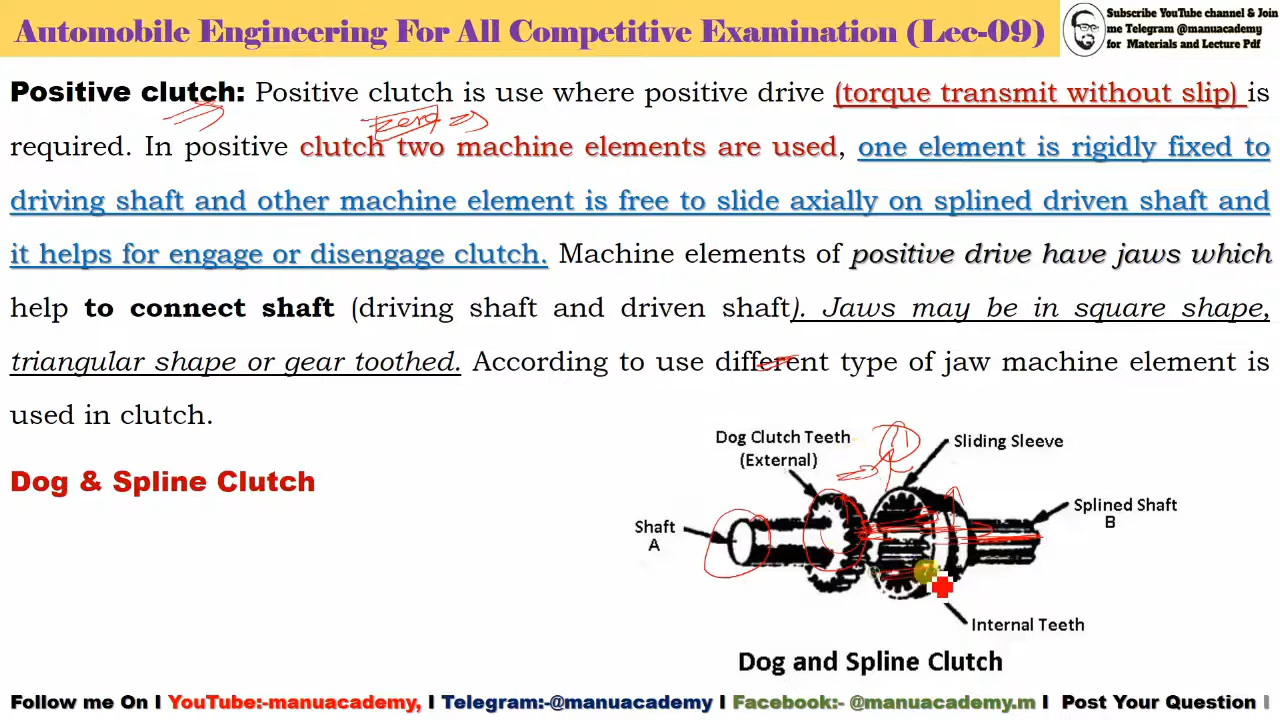 Automobile Engineering For All Competitive Examination (Lec-09)
Subscribe YouTube channel & Join
me Telegram @manuacademy
for Materials and Lecture Pdf
Positive clutch: Positive clutch is use where positive drive (torque transmit without slip) is
zero
required. In positive clutch two machine elements are used, one element is rigidly fixed to
driving shaft and other machine element is free to slide axially on splined driven shaft and
it helps for engage or disengage clutch. Machine elements of positive drive have jaws which
help to connect shaft (driving shaft and driven shaft). Jaws may be in square shape,
triangular shape or gear toothed. According to use different type of jaw machine element is
used in clutch.
Dog & Spline Clutch
Dog Clutch Teeth
(External)
Sliding Sleeve
Shaft
A
Splined Shaft
B
Internal Teeth
Dog and Spline Clutch
Follow me On I YouTube:-manuacademy, I Telegram:-@manuacademy I Facebook:- @manuacademy.m I Post Your Question I